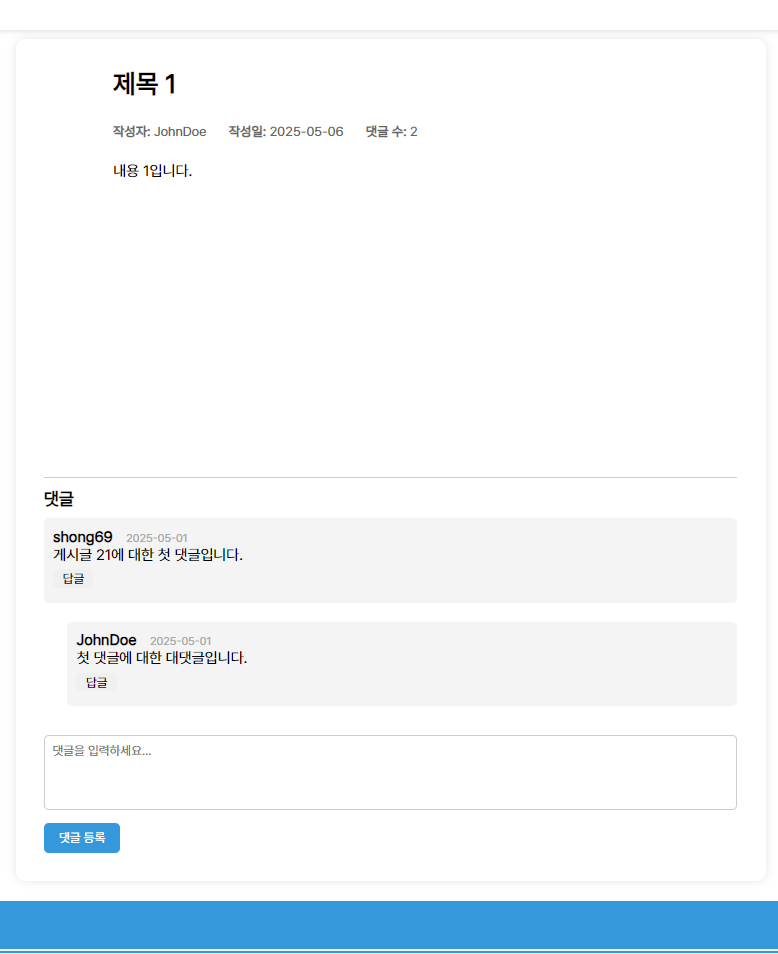 제목 1
작성자: JohnDoe 작성일: 2025-05-06 댓글 수: 2
내용 1입니다.
댓글
shong69 2025-05-01
게시글 21에 대한 첫 댓글입니다.
답글
JohnDoe 2025-05-01
첫 댓글에 대한 대댓글입니다.
답글
댓글을 입력하세요...
댓글 등록